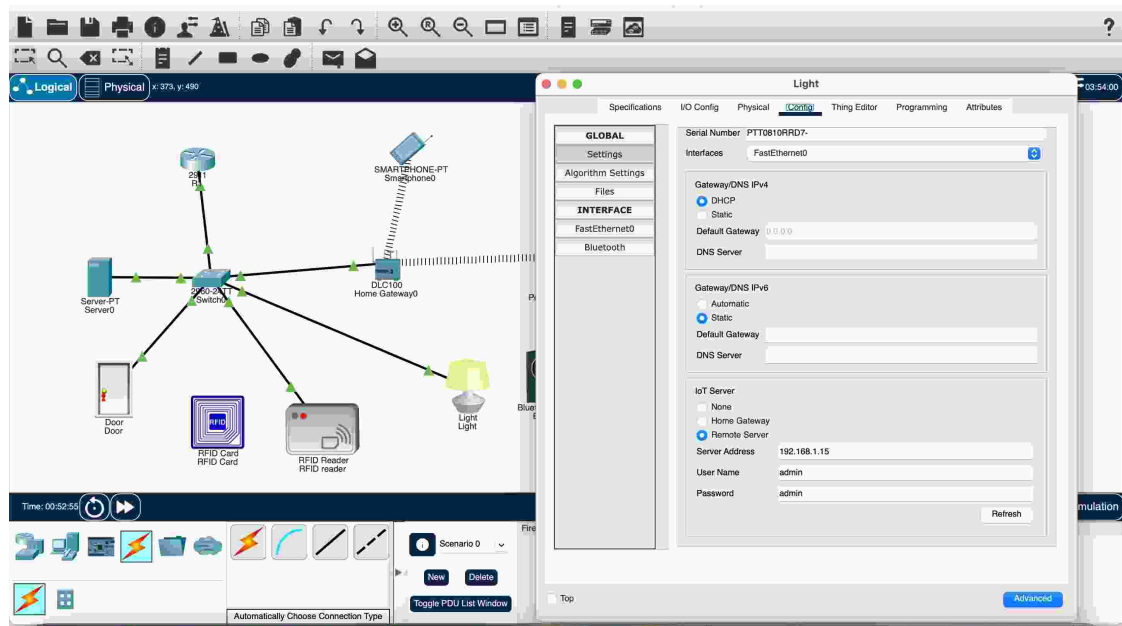 ?
Logical
Physical
x: 373, y: 490
03:54:00
2911
R1
SMARTPHONE-PT
Smartphone0
DLC100
Home Gateway0
2960-24TT
Switch0
Server-PT
Server0
Door
Door
RFID
RFID Card
RFID Card
RFID Reader
RFID reader
Light
Light
Time: 00:52:55
Scenario 0
New
Delete
Toggle PDU List Window
Automatically Choose Connection Type
Fire
Light
Specifications
I/O Config
Physical
Config
Thing Editor
Programming
Attributes
GLOBAL
Settings
Algorithm Settings
Files
INTERFACE
FastEthernet0
Bluetooth
Serial Number PTT0810RRD7-
Interfaces FastEthernet0
Gateway/DNS IPv4
DHCP
Static
Default Gateway 0.0.0.0
DNS Server
Gateway/DNS IPv6
Automatic
Static
Default Gateway
DNS Server
IoT Server
None
Home Gateway
Remote Server
Server Address 192.168.1.15
User Name admin
Password admin
Refresh
Top
Advanced